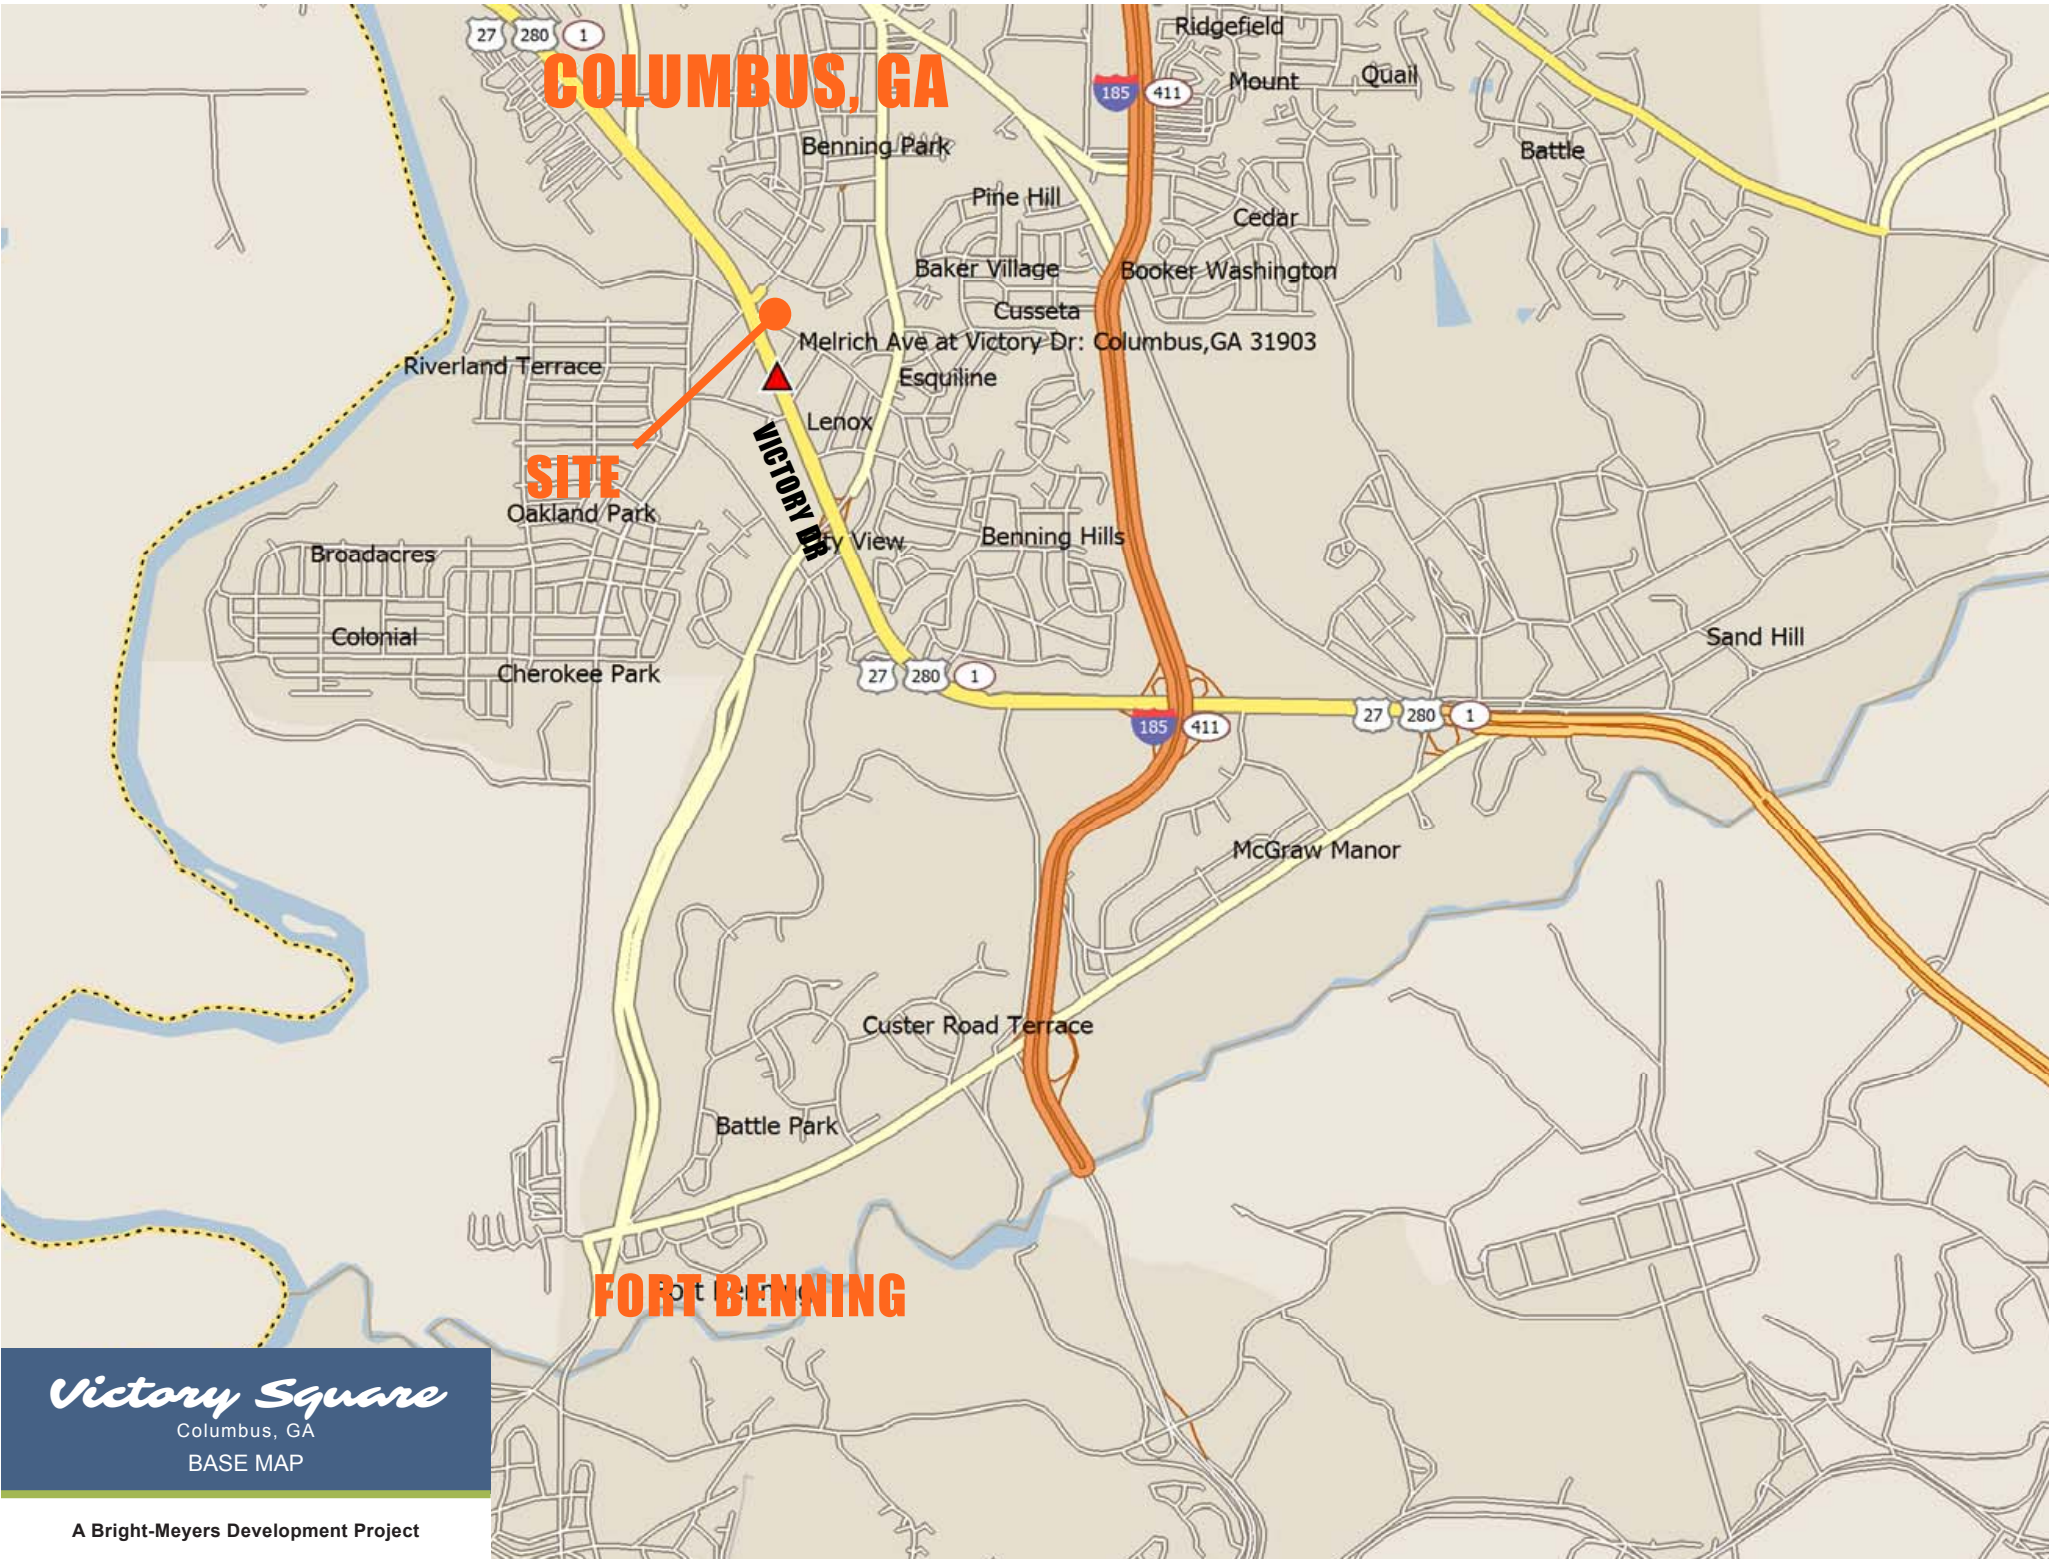 27 280 1
COLUMBUS, GA
Ridgefield
Mount
Quail
185 411
Benning Park
Battle
Pine Hill
Cedar
Baker Village
Booker Washington
Cusseta
Melrich Ave at Victory Dr: Columbus,GA 31903
Riverland Terrace
Esquiline
Lenox
VICTORY DR
SITE
Oakland Park
View
Benning Hills
Broadacres
Colonial
Sand Hill
Cherokee Park
27 280 1
27 280 1
185 411
McGraw Manor
Custer Road Terrace
Battle Park
Fort Benning
FORT BENNING
Victory Square
Columbus, GA
BASE MAP
A Bright-Meyers Development Project